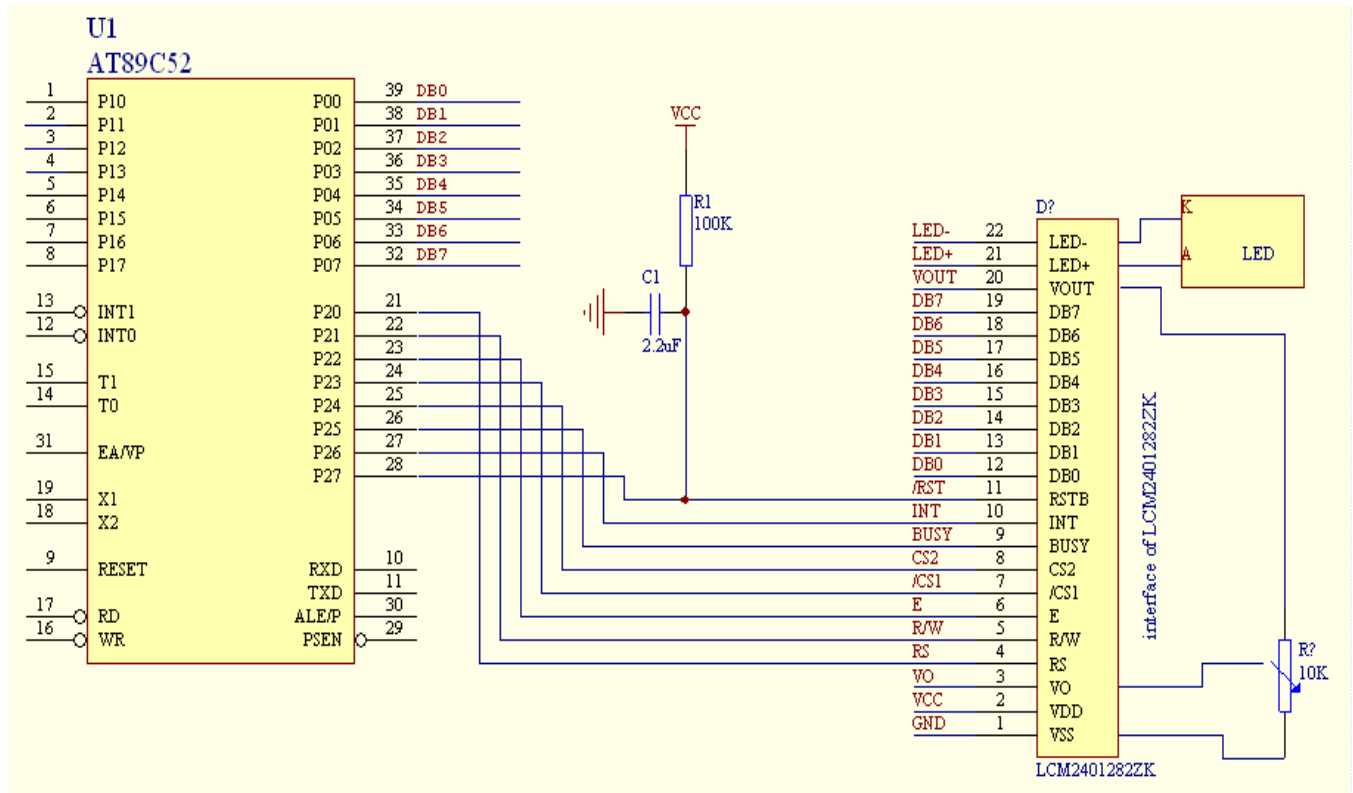 U1
AT89C52
1 P10 P00 39 DB0
2 P11 P01 38 DB1
3 P12 P02 37 DB2
4 P13 P03 36 DB3
5 P14 P04 35 DB4
6 P15 P05 34 DB5
7 P16 P06 33 DB6
8 P17 P07 32 DB7
13 INT1 P20 21
12 INT0 P21 22
P22 23
15 T1 P23 24
14 T0 P24 25
P25 26
31 EA/VP P26 27
P27 28
19 X1
18 X2
9 RESET RXD 10
TXD 11
17 RD ALE/P 30
16 WR PSEN 29
VCC
R1
100K
C1
2.2uF
D?
LED- 22 LED-
LED+ 21 LED+
VOUT 20 VOUT
DB7 19 DB7
DB6 18 DB6
DB5 17 DB5
DB4 16 DB4
DB3 15 DB3
DB2 14 DB2
DB1 13 DB1
DB0 12 DB0
/RST 11 RSTB
INT 10 INT
BUSY 9 BUSY
CS2 8 CS2
/CS1 7 /CS1
E 6 E
R/W 5 R/W
RS 4 RS
VO 3 VO
VCC 2 VDD
GND 1 VSS
LCM2401282ZK
interface of LCM2401282ZK
K
A LED
R?
10K